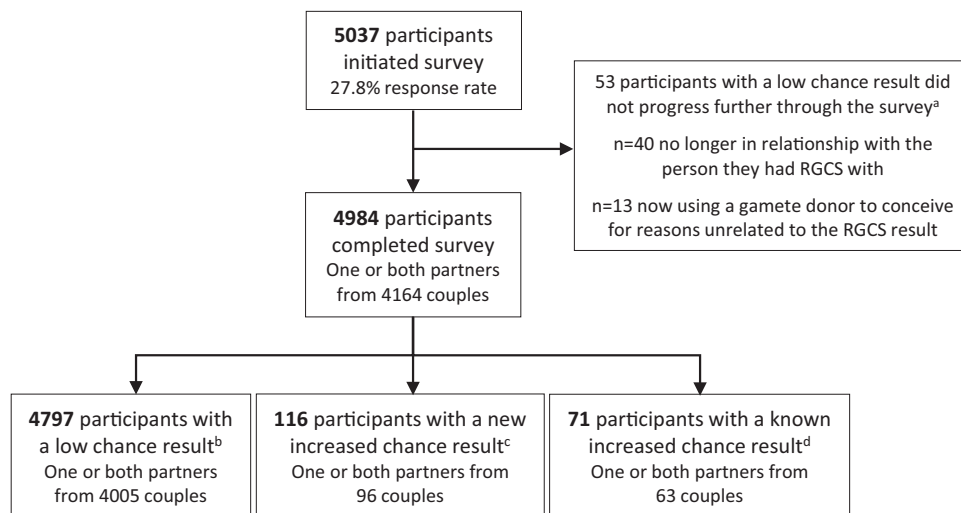 5037 participants
initiated survey
27.8% response rate
53 participants with a low chance result did
not progress further through the surveyᵃ
n=40 no longer in relationship with the
person they had RGCS with
n=13 now using a gamete donor to conceive
for reasons unrelated to the RGCS result
4984 participants
completed survey
One or both partners
from 4164 couples
4797 participants with
a low chance resultᵇ
One or both partners
from 4005 couples
116 participants with a new
increased chance resultᶜ
One or both partners from
96 couples
71 participants with a known
increased chance resultᵈ
One or both partners from
63 couples